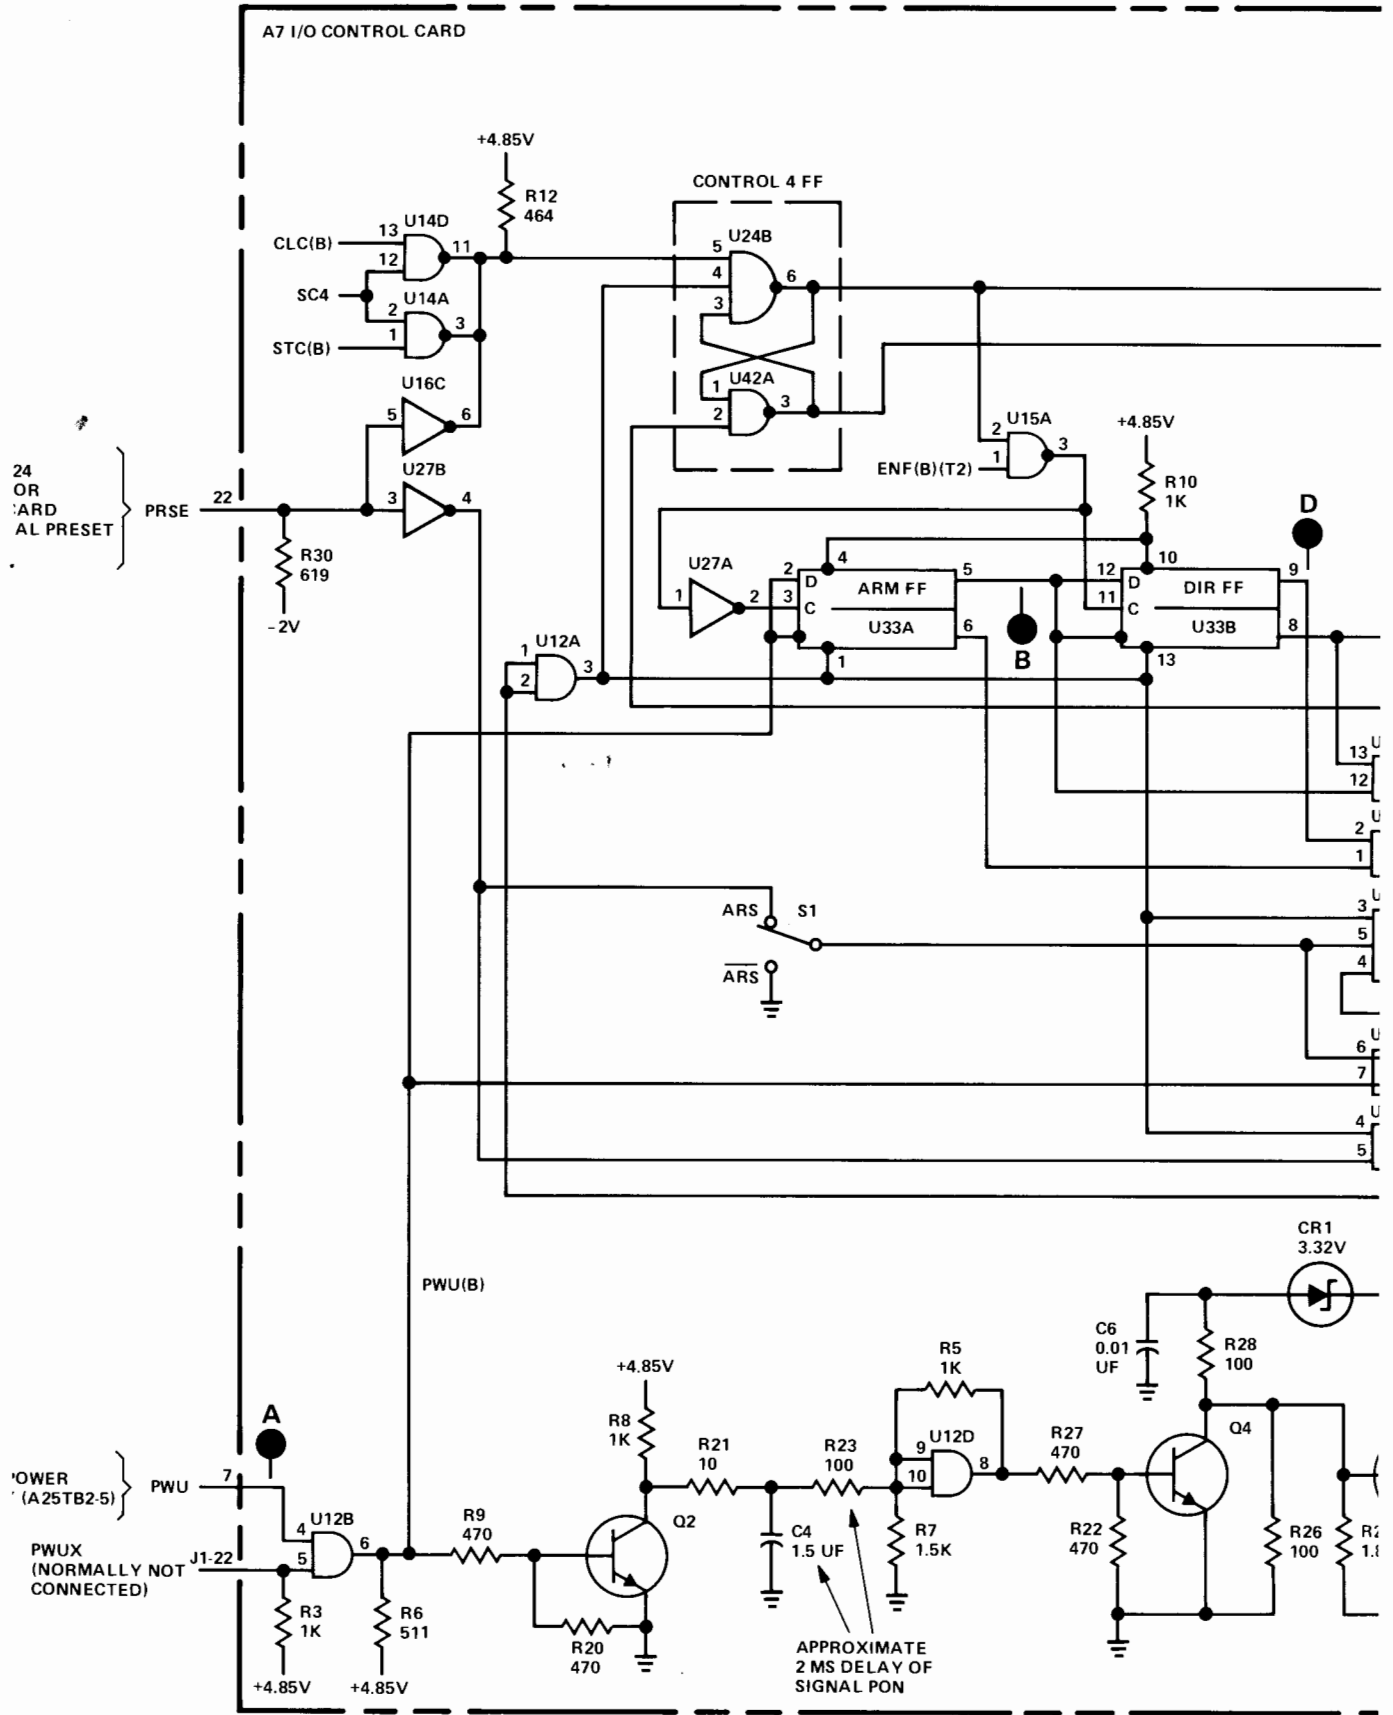 A7 I/O CONTROL CARD
+4.85V
R12
464
CONTROL 4 FF
U14D
CLC(B)
13
12
11
SC4
U14A
2
1
3
STC(B)
U24B
5
4
3
6
U42A
1
2
3
U16C
5
6
U27B
3
4
24
OR
ARD
AL PRESET
PRSE
22
R30
619
-2V
U15A
2
1
3
ENF(B)(T2)
+4.85V
R10
1K
D
U27A
1
2
2
3
4
D
C
ARM FF
U33A
5
6
1
B
10
12
11
D
C
DIR FF
U33B
9
8
13
U12A
1
2
3
U
13
12
U
2
1
U
3
5
4
ARS
S1
ARS
U
6
7
U
4
5
PWU(B)
CR1
3.32V
C6
0.01
UF
R28
100
+4.85V
R8
1K
R5
1K
A
R21
10
R23
100
U12D
9
10
8
R27
470
Q4
OWER
(A25TB2-5)
PWU
7
U12B
4
5
6
PWUX
(NORMALLY NOT
CONNECTED)
J1-22
R9
470
Q2
C4
1.5 UF
R7
1.5K
R22
470
R26
100
R2
1.8
R3
1K
+4.85V
R6
511
+4.85V
R20
470
APPROXIMATE
2 MS DELAY OF
SIGNAL PON